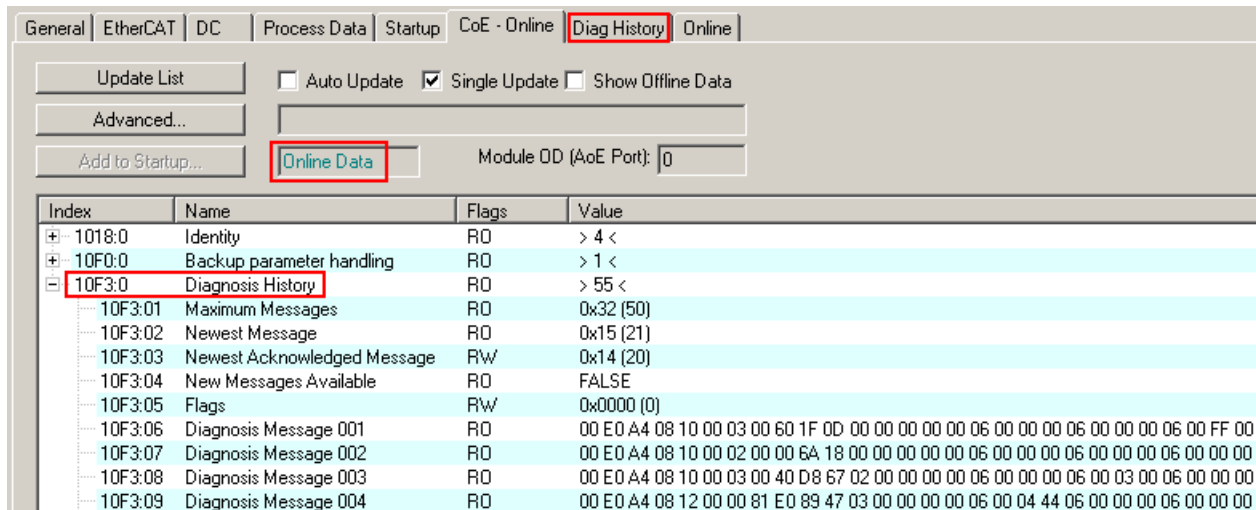 General EtherCAT DC Process Data Startup CoE - Online Diag History Online
Update List Auto Update Single Update Show Offline Data
Advanced...
Add to Startup... Online Data Module OD (AoE Port): 0
Index Name Flags Value
1018:0 Identity RO > 4 <
10F0:0 Backup parameter handling RO > 1 <
10F3:0 Diagnosis History RO > 55 <
10F3:01 Maximum Messages RO 0x32 (50)
10F3:02 Newest Message RO 0x15 (21)
10F3:03 Newest Acknowledged Message RW 0x14 (20)
10F3:04 New Messages Available RO FALSE
10F3:05 Flags RW 0x0000 (0)
10F3:06 Diagnosis Message 001 RO 00 E0 A4 08 10 00 03 00 60 1F 0D 00 00 00 00 00 06 00 00 00 06 00 00 00 06 00 FF 00
10F3:07 Diagnosis Message 002 RO 00 E0 A4 08 10 00 02 00 00 6A 18 00 00 00 00 00 06 00 00 00 06 00 00 00 06 00 00 00
10F3:08 Diagnosis Message 003 RO 00 E0 A4 08 10 00 03 00 40 D8 67 02 00 00 00 00 06 00 00 00 06 00 03 00 06 00 00 00
10F3:09 Diagnosis Message 004 RO 00 E0 A4 08 12 00 00 81 E0 89 47 03 00 00 00 00 06 00 04 44 06 00 00 00 06 00 00 00